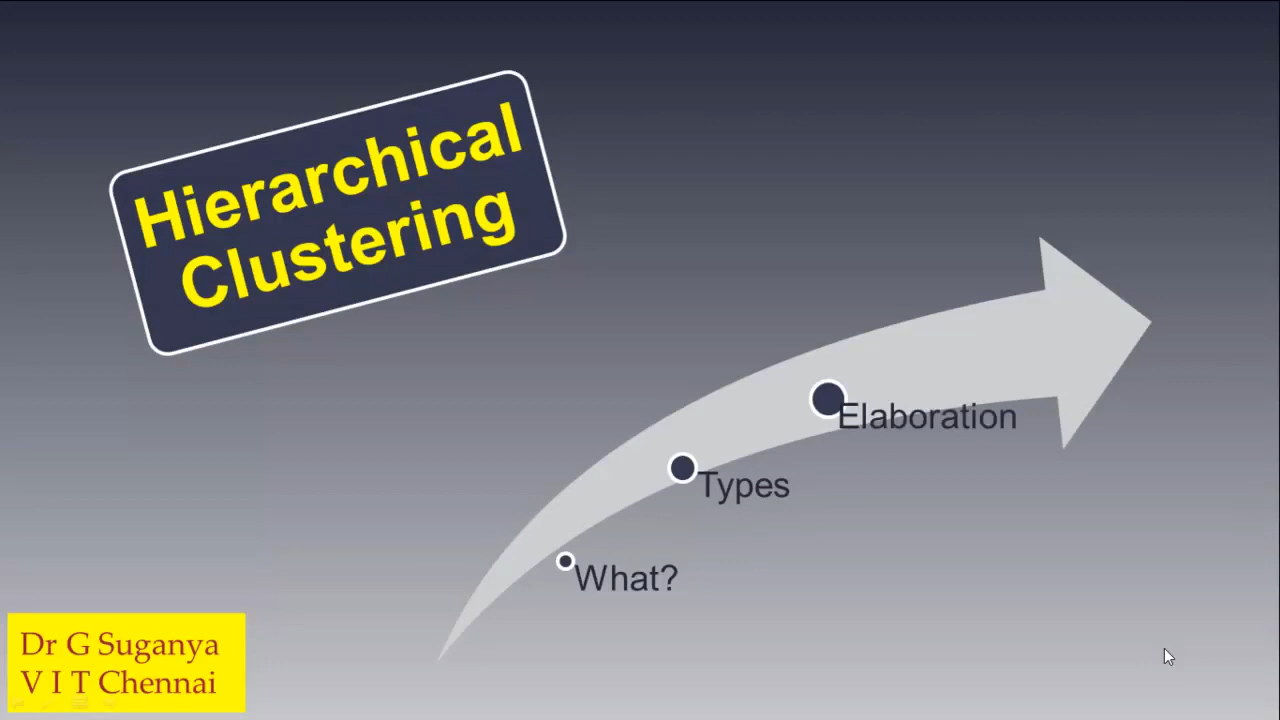 Hierarchical
Clustering
Elaboration
Types
What?
Dr G Suganya
V I T Chennai